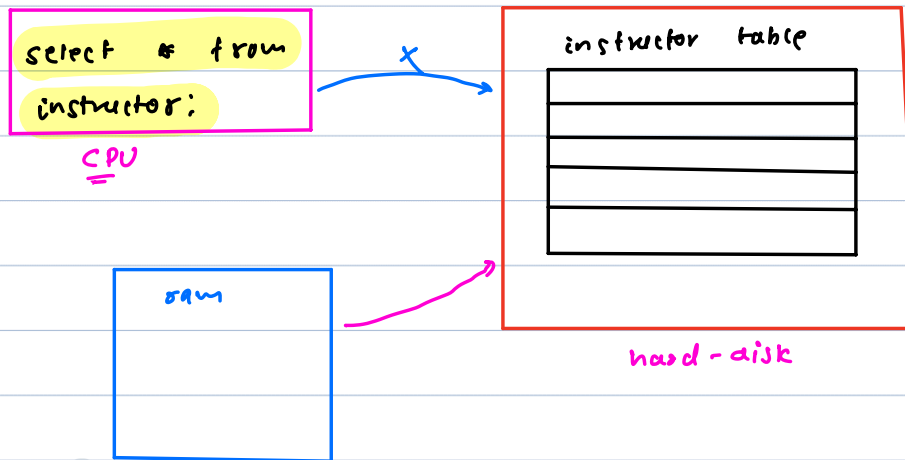 select * from
instructor;
CPU
x
instructor table
ram
hard-disk